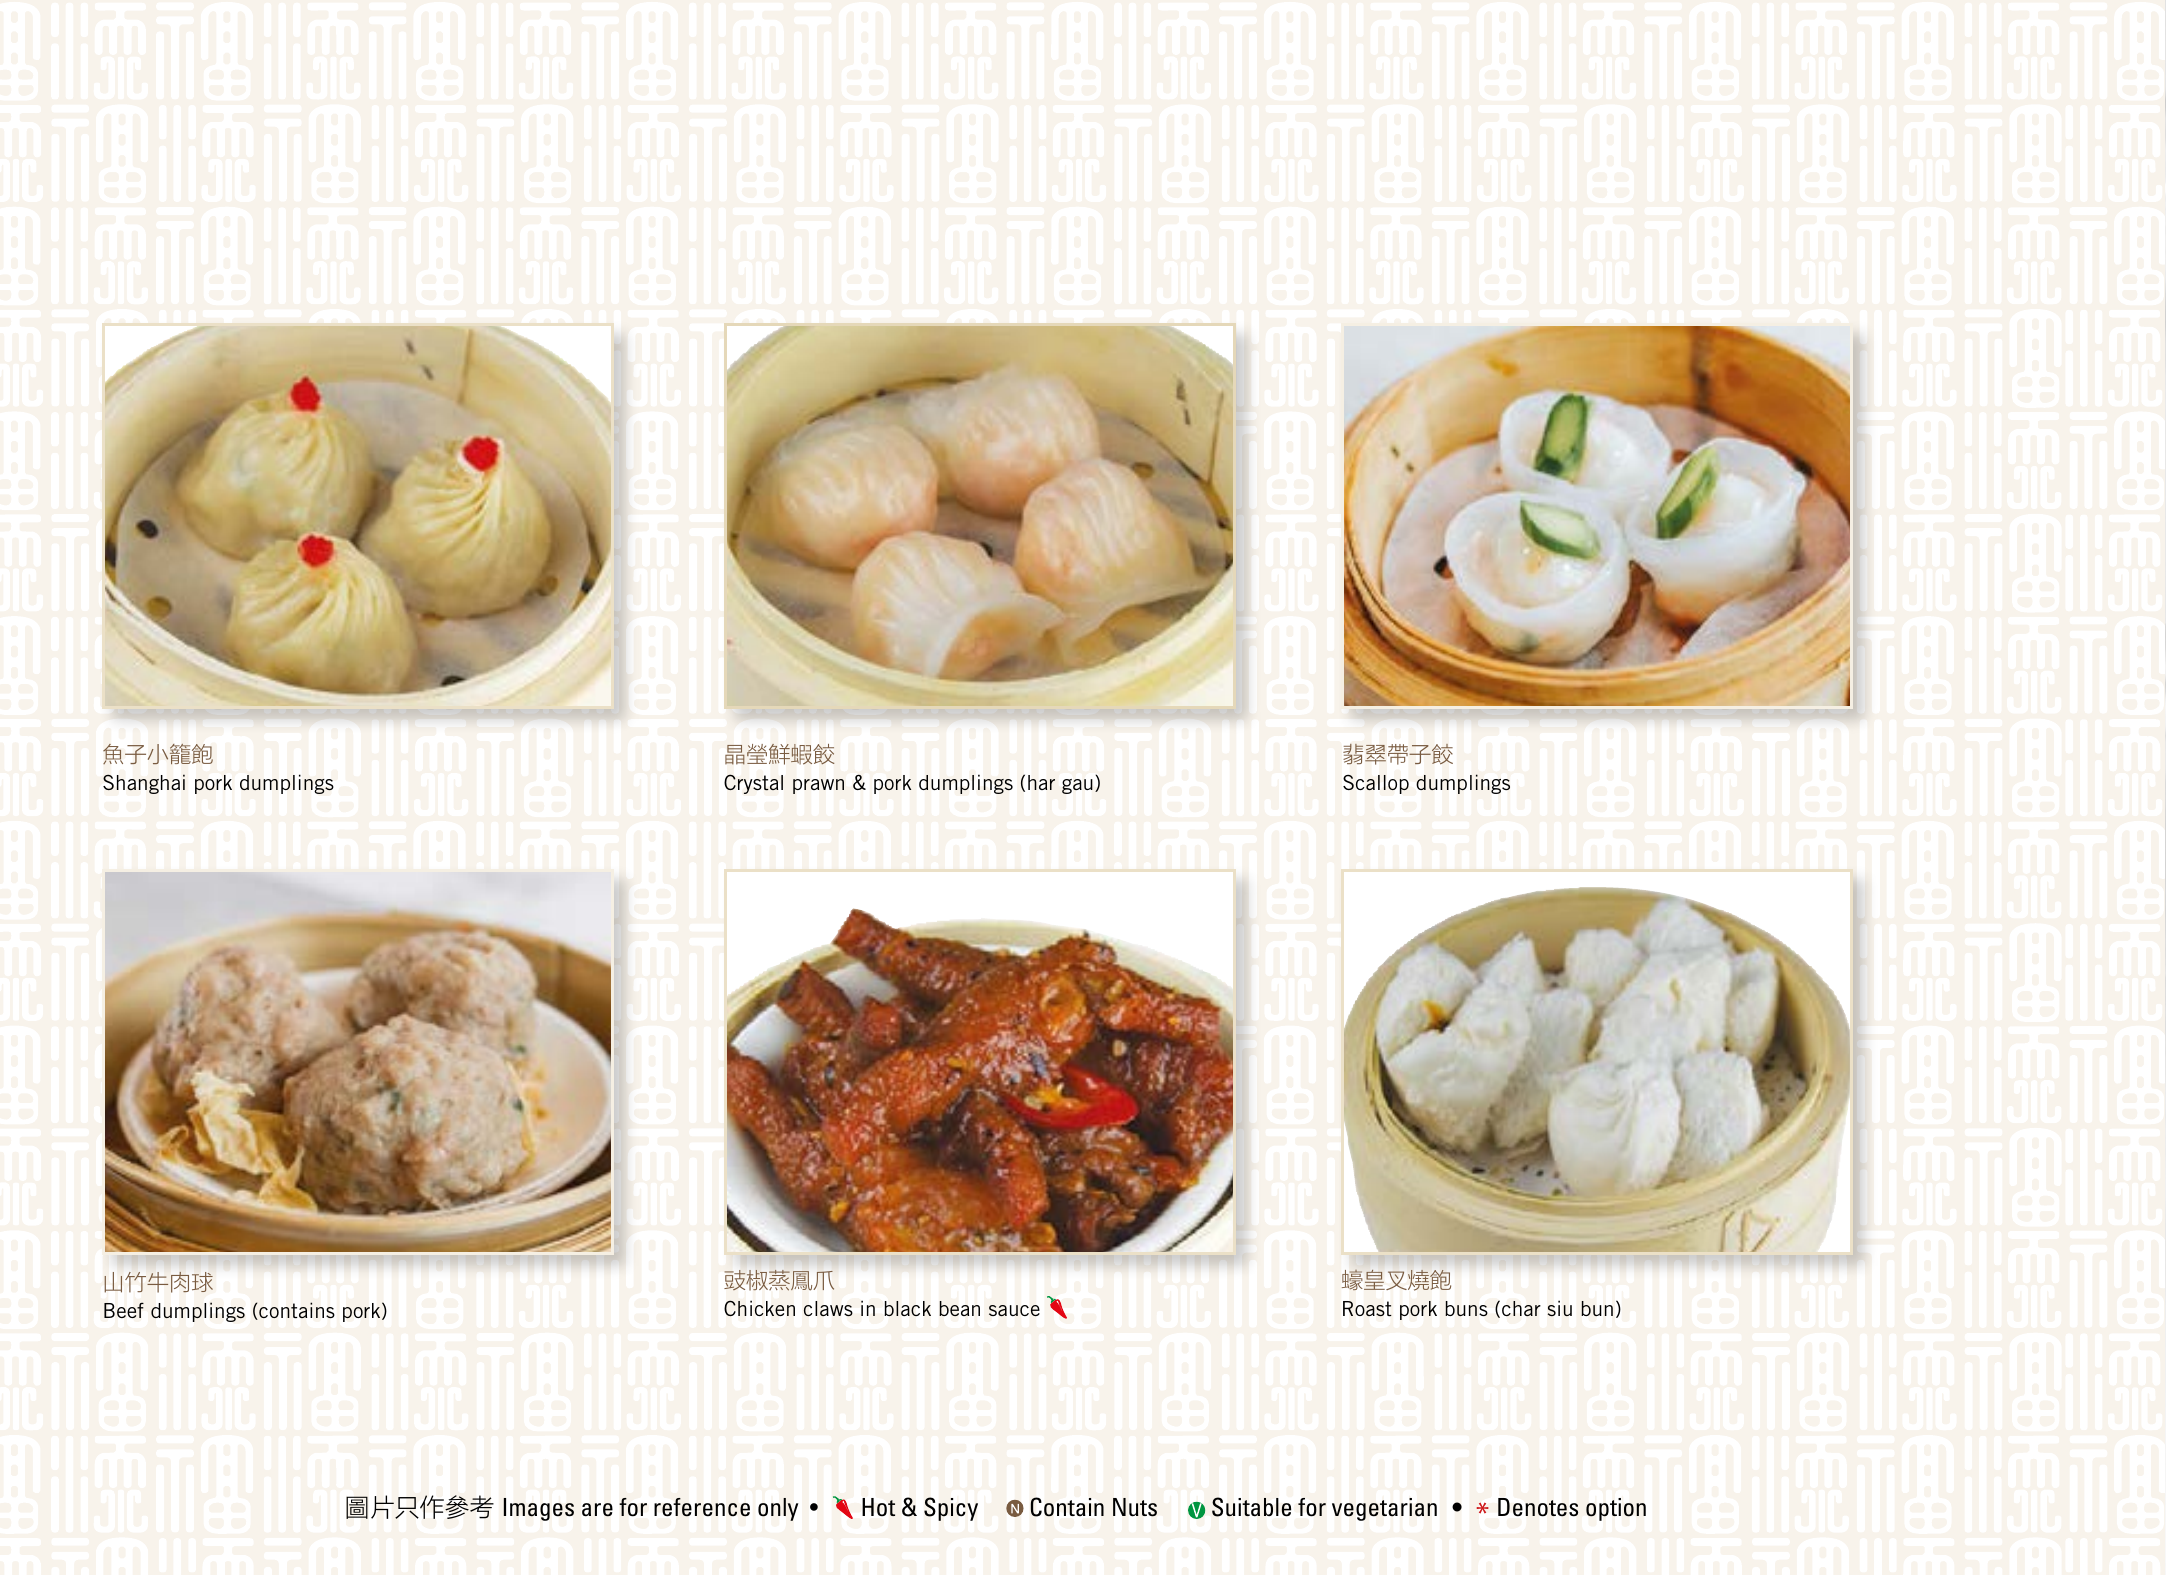 魚子小籠飽
Shanghai pork dumplings
晶瑩鮮蝦餃
Crystal prawn & pork dumplings (har gau)
翡翠帶子餃
Scallop dumplings
山竹牛肉球
Beef dumplings (contains pork)
豉椒蒸鳳爪
Chicken claws in black bean sauce
蠔皇叉燒飽
Roast pork buns (char siu bun)
圖片只作參考 Images are for reference only • Hot & Spicy N Contain Nuts V Suitable for vegetarian • * Denotes option